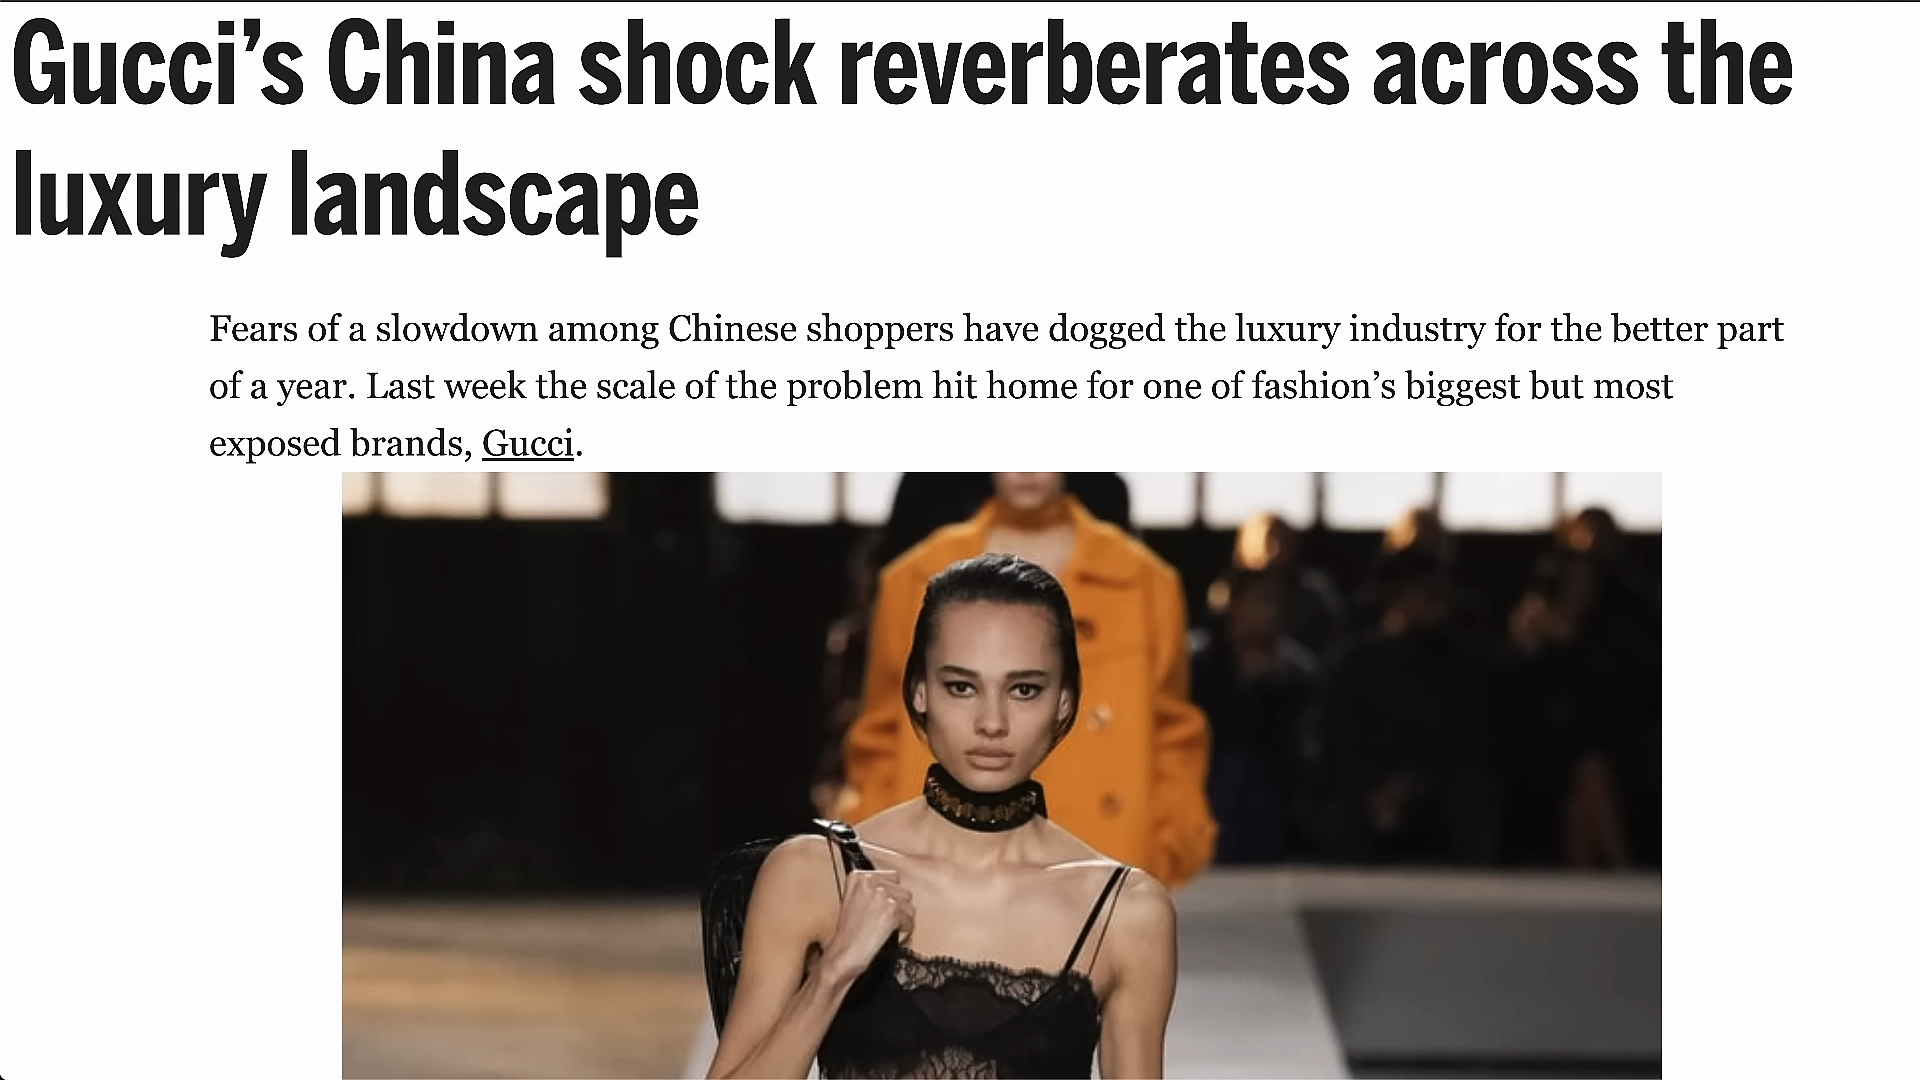 Gucci’s China shock reverberates across the
luxury landscape
Fears of a slowdown among Chinese shoppers have dogged the luxury industry for the better part
of a year. Last week the scale of the problem hit home for one of fashion’s biggest but most
exposed brands, Gucci.